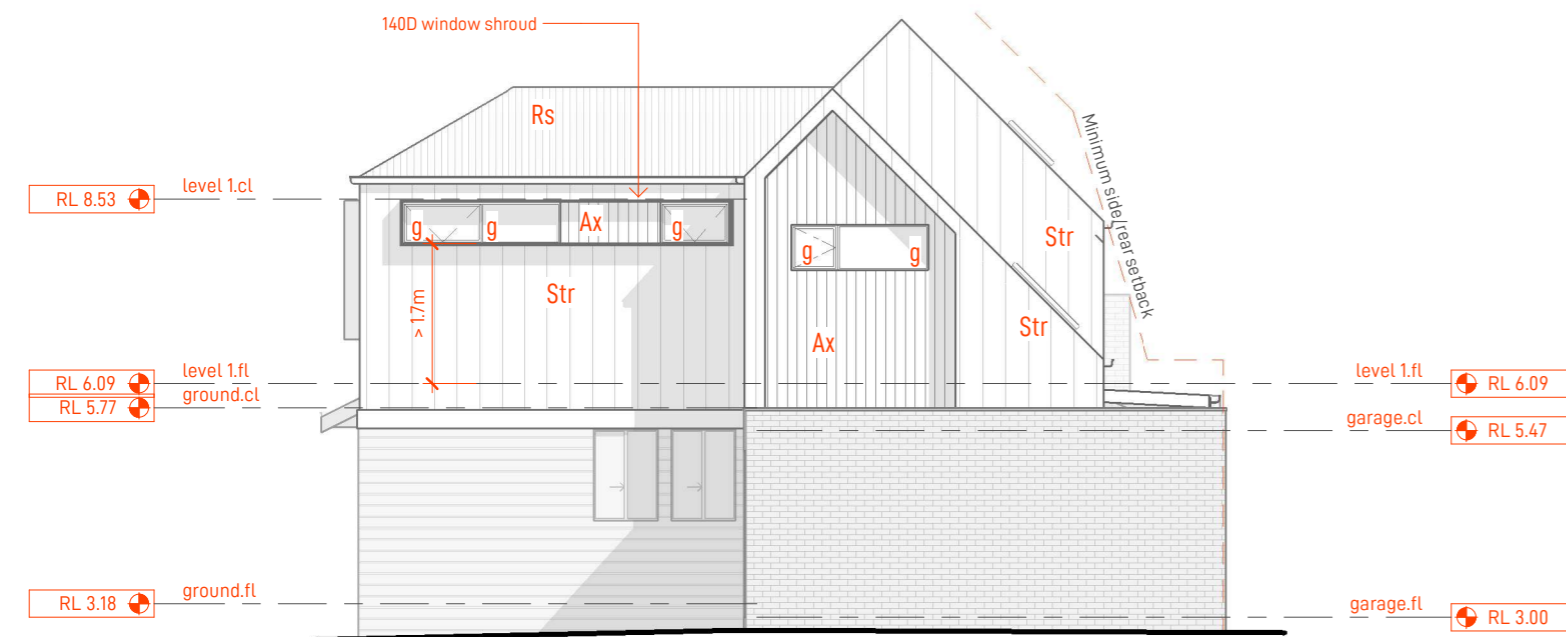 140D window shroud
Rs
Minimum side/rear setback
level 1.cl
RL 8.53
g
g
Ax
g
g
g
Str
Str
Str
> 1.7m
Ax
level 1.fl
RL 6.09
ground.cl
RL 5.77
level 1.fl
RL 6.09
garage.cl
RL 5.47
ground.fl
RL 3.18
garage.fl
RL 3.00